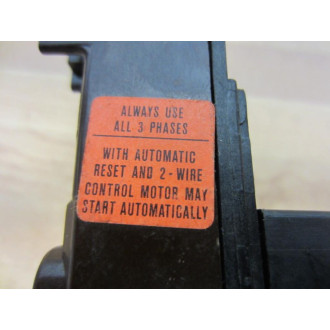 ALWAYS USE
ALL 3 PHASES
WITH AUTOMATIC
RESET AND 2-WIRE
CONTROL MOTOR MAY
START AUTOMATICALLY